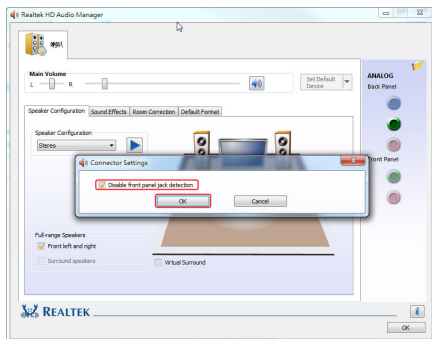 Realtek HD Audio Manager
喇叭
Main Volume
L
R
Set Default
Device
ANALOG
Back Panel
Speaker Configuration
Sound Effects
Room Correction
Default Format
Speaker Configuration
Stereo
Connector Settings
Front Panel
Disable front panel jack detection
OK
Cancel
Full-range Speakers
Front left and right
Surround speakers
Virtual Surround
REALTEK
i
OK